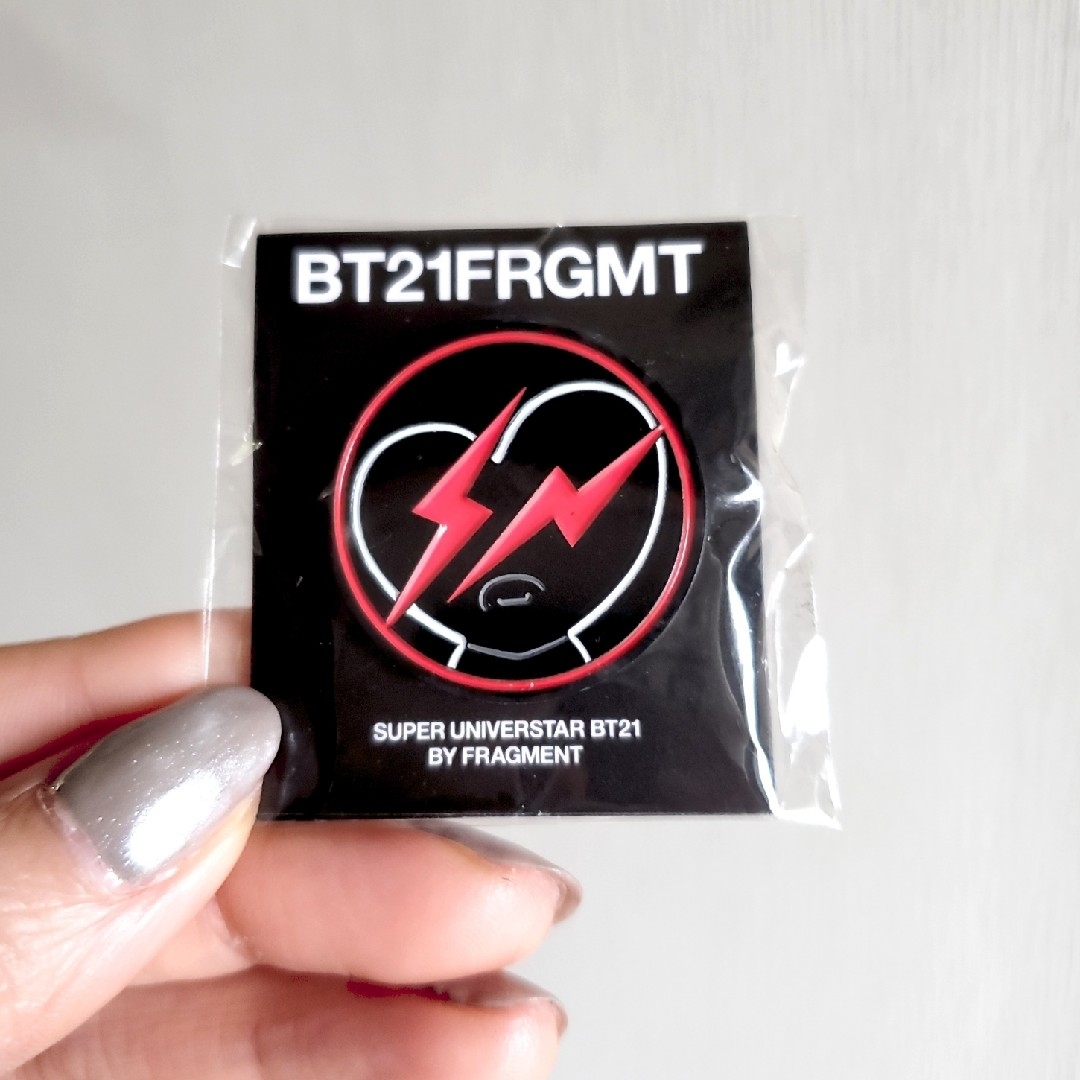 BT21FRGMT
SUPER UNIVERSTAR BT21
BY FRAGMENT